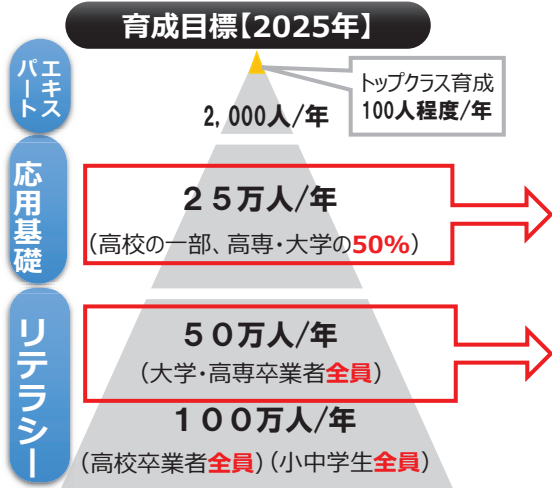 育成目標【2025年】
エキスパート
トップクラス育成
100人程度/年
2,000人/年
応用基礎
25万人/年
（高校の一部、高専・大学の50%）
リテラシー
50万人/年
（大学・高専卒業者全員）
100万人/年
（高校卒業者全員）（小中学生全員）